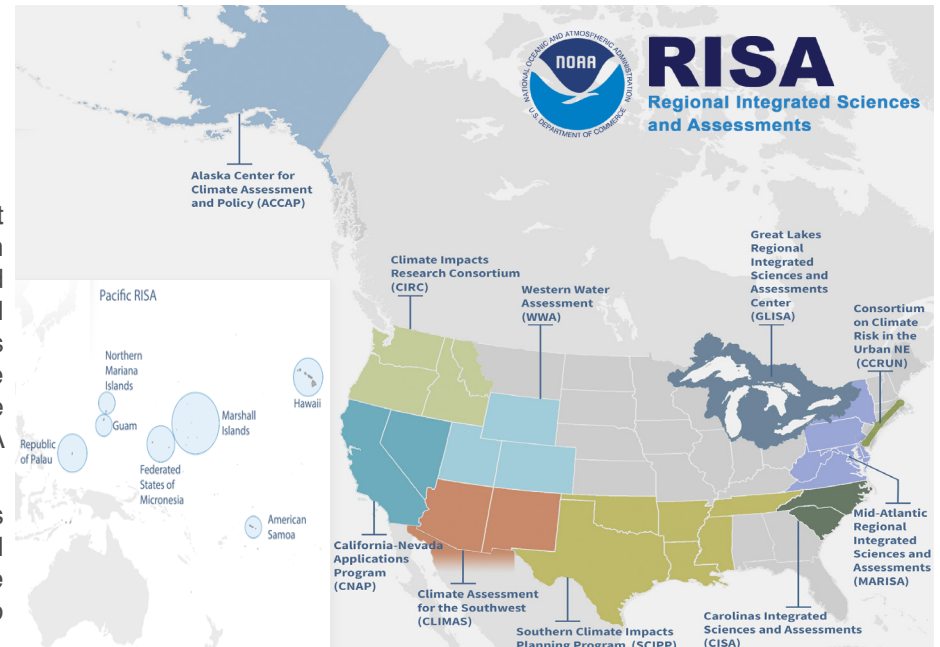 NATIONAL OCEANIC AND ATMOSPHERIC ADMINISTRATION
NOAA
U.S. DEPARTMENT OF COMMERCE
RISA
Regional Integrated Sciences
and Assessments
Alaska Center for
Climate Assessment
and Policy (ACCAP)
Climate Impacts
Research Consortium
(CIRC)
Western Water
Assessment
(WWA)
Great Lakes
Regional
Integrated
Sciences and
Assessments
Center
(GLISA)
Consortium
on Climate
Risk in the
Urban NE
(CCRUN)
Pacific RISA
Northern
Mariana
Islands
Guam
Hawaii
Marshall
Islands
Republic
of Palau
Federated
States of
Micronesia
American
Samoa
California-Nevada
Applications
Program
(CNAP)
Climate Assessment
for the Southwest
(CLIMAS)
Southern Climate Impacts
Planning Program (SCIPP)
Carolinas Integrated
Sciences and Assessments
(CISA)
Mid-Atlantic
Regional
Integrated
Sciences and
Assessments
(MARISA)